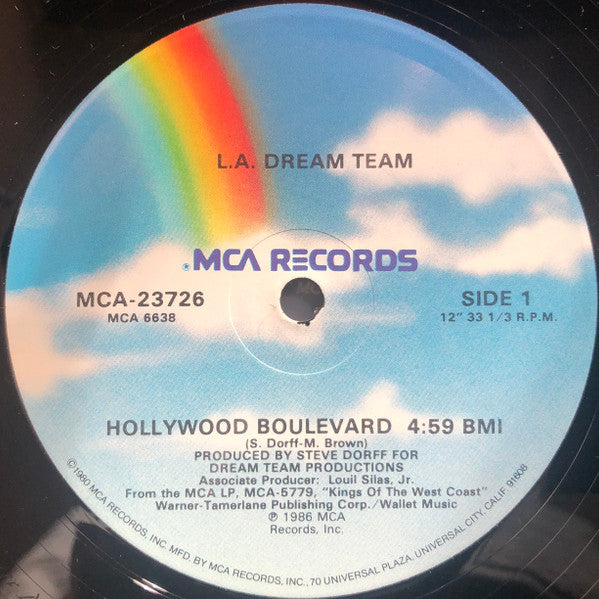 L.A. DREAM TEAM
MCA RECORDS
MCA-23726
MCA 6638
SIDE 1
12" 33 1/3 R.P.M.
HOLLYWOOD BOULEVARD 4:59 BMI
(S. Dorff-M. Brown)
PRODUCED BY STEVE DORFF FOR
DREAM TEAM PRODUCTIONS
Associate Producer: Louil Silas, Jr.
From the MCA LP, MCA-5779, "Kings Of The West Coast"
Warner-Tamerlane Publishing Corp./Wallet Music
℗ 1986 MCA
Records, Inc.
©1980 MCA RECORDS, INC. MFD. BY MCA RECORDS, INC., 70 UNIVERSAL PLAZA, UNIVERSAL CITY, CALIF. 91608